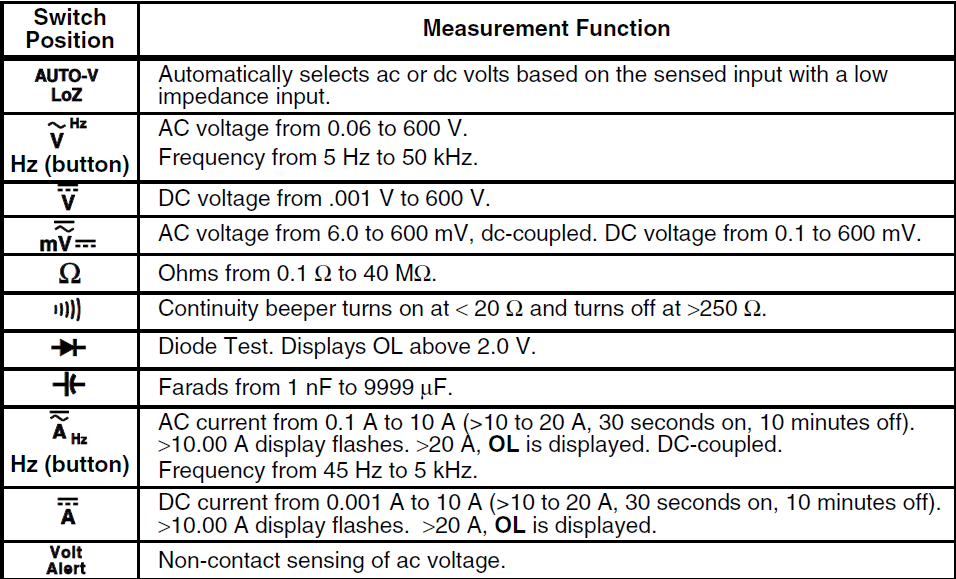 Switch
Position
Measurement Function
AUTO-V
LoZ
Automatically selects ac or dc volts based on the sensed input with a low
impedance input.
V Hz
Hz (button)
AC voltage from 0.06 to 600 V.
Frequency from 5 Hz to 50 kHz.
V
DC voltage from .001 V to 600 V.
mV
AC voltage from 6.0 to 600 mV, dc-coupled. DC voltage from 0.1 to 600 mV.
Ω
Ohms from 0.1 Ω to 40 MΩ.
Continuity beeper turns on at < 20 Ω and turns off at >250 Ω.
Diode Test. Displays OL above 2.0 V.
Farads from 1 nF to 9999 μF.
A Hz
Hz (button)
AC current from 0.1 A to 10 A (>10 to 20 A, 30 seconds on, 10 minutes off).
>10.00 A display flashes. >20 A, OL is displayed. DC-coupled.
Frequency from 45 Hz to 5 kHz.
A
DC current from 0.001 A to 10 A (>10 to 20 A, 30 seconds on, 10 minutes off).
>10.00 A display flashes.  >20 A, OL is displayed.
Volt
Alert
Non-contact sensing of ac voltage.